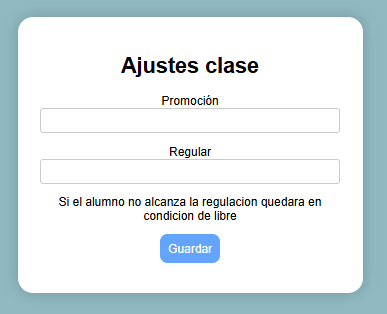 Ajustes clase
Promoción
Regular
Si el alumno no alcanza la regulacion quedara en
condicion de libre
Guardar